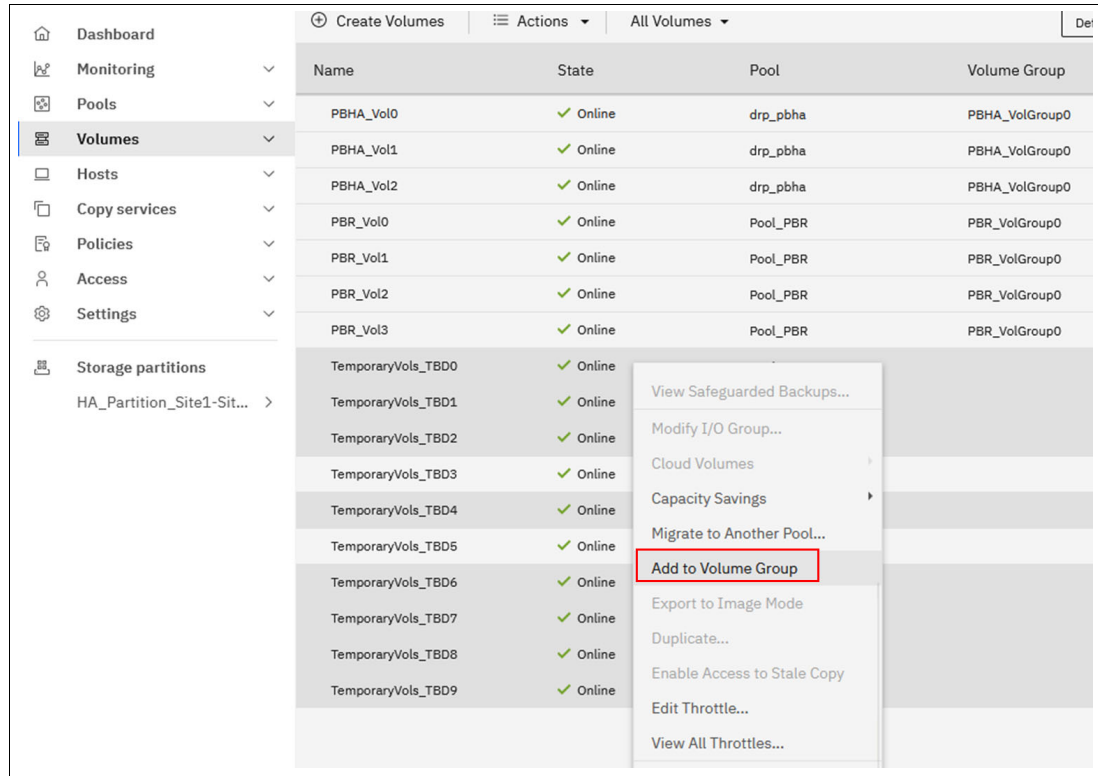 Dashboard
Monitoring
Pools
Volumes
Hosts
Copy services
Policies
Access
Settings
Storage partitions
HA_Partition_Site1-Sit...
Create Volumes Actions All Volumes
Name State Pool Volume Group
PBHA_Vol0 Online drp_pbha PBHA_VolGroup0
PBHA_Vol1 Online drp_pbha PBHA_VolGroup0
PBHA_Vol2 Online drp_pbha PBHA_VolGroup0
PBR_Vol0 Online Pool_PBR PBR_VolGroup0
PBR_Vol1 Online Pool_PBR PBR_VolGroup0
PBR_Vol2 Online Pool_PBR PBR_VolGroup0
PBR_Vol3 Online Pool_PBR PBR_VolGroup0
TemporaryVols_TBD0 Online
TemporaryVols_TBD1 Online
TemporaryVols_TBD2 Online
TemporaryVols_TBD3 Online
TemporaryVols_TBD4 Online
TemporaryVols_TBD5 Online
TemporaryVols_TBD6 Online
TemporaryVols_TBD7 Online
TemporaryVols_TBD8 Online
TemporaryVols_TBD9 Online
View Safeguarded Backups...
Modify I/O Group...
Cloud Volumes
Capacity Savings
Migrate to Another Pool...
Add to Volume Group
Export to Image Mode
Duplicate...
Enable Access to Stale Copy
Edit Throttle...
View All Throttles...